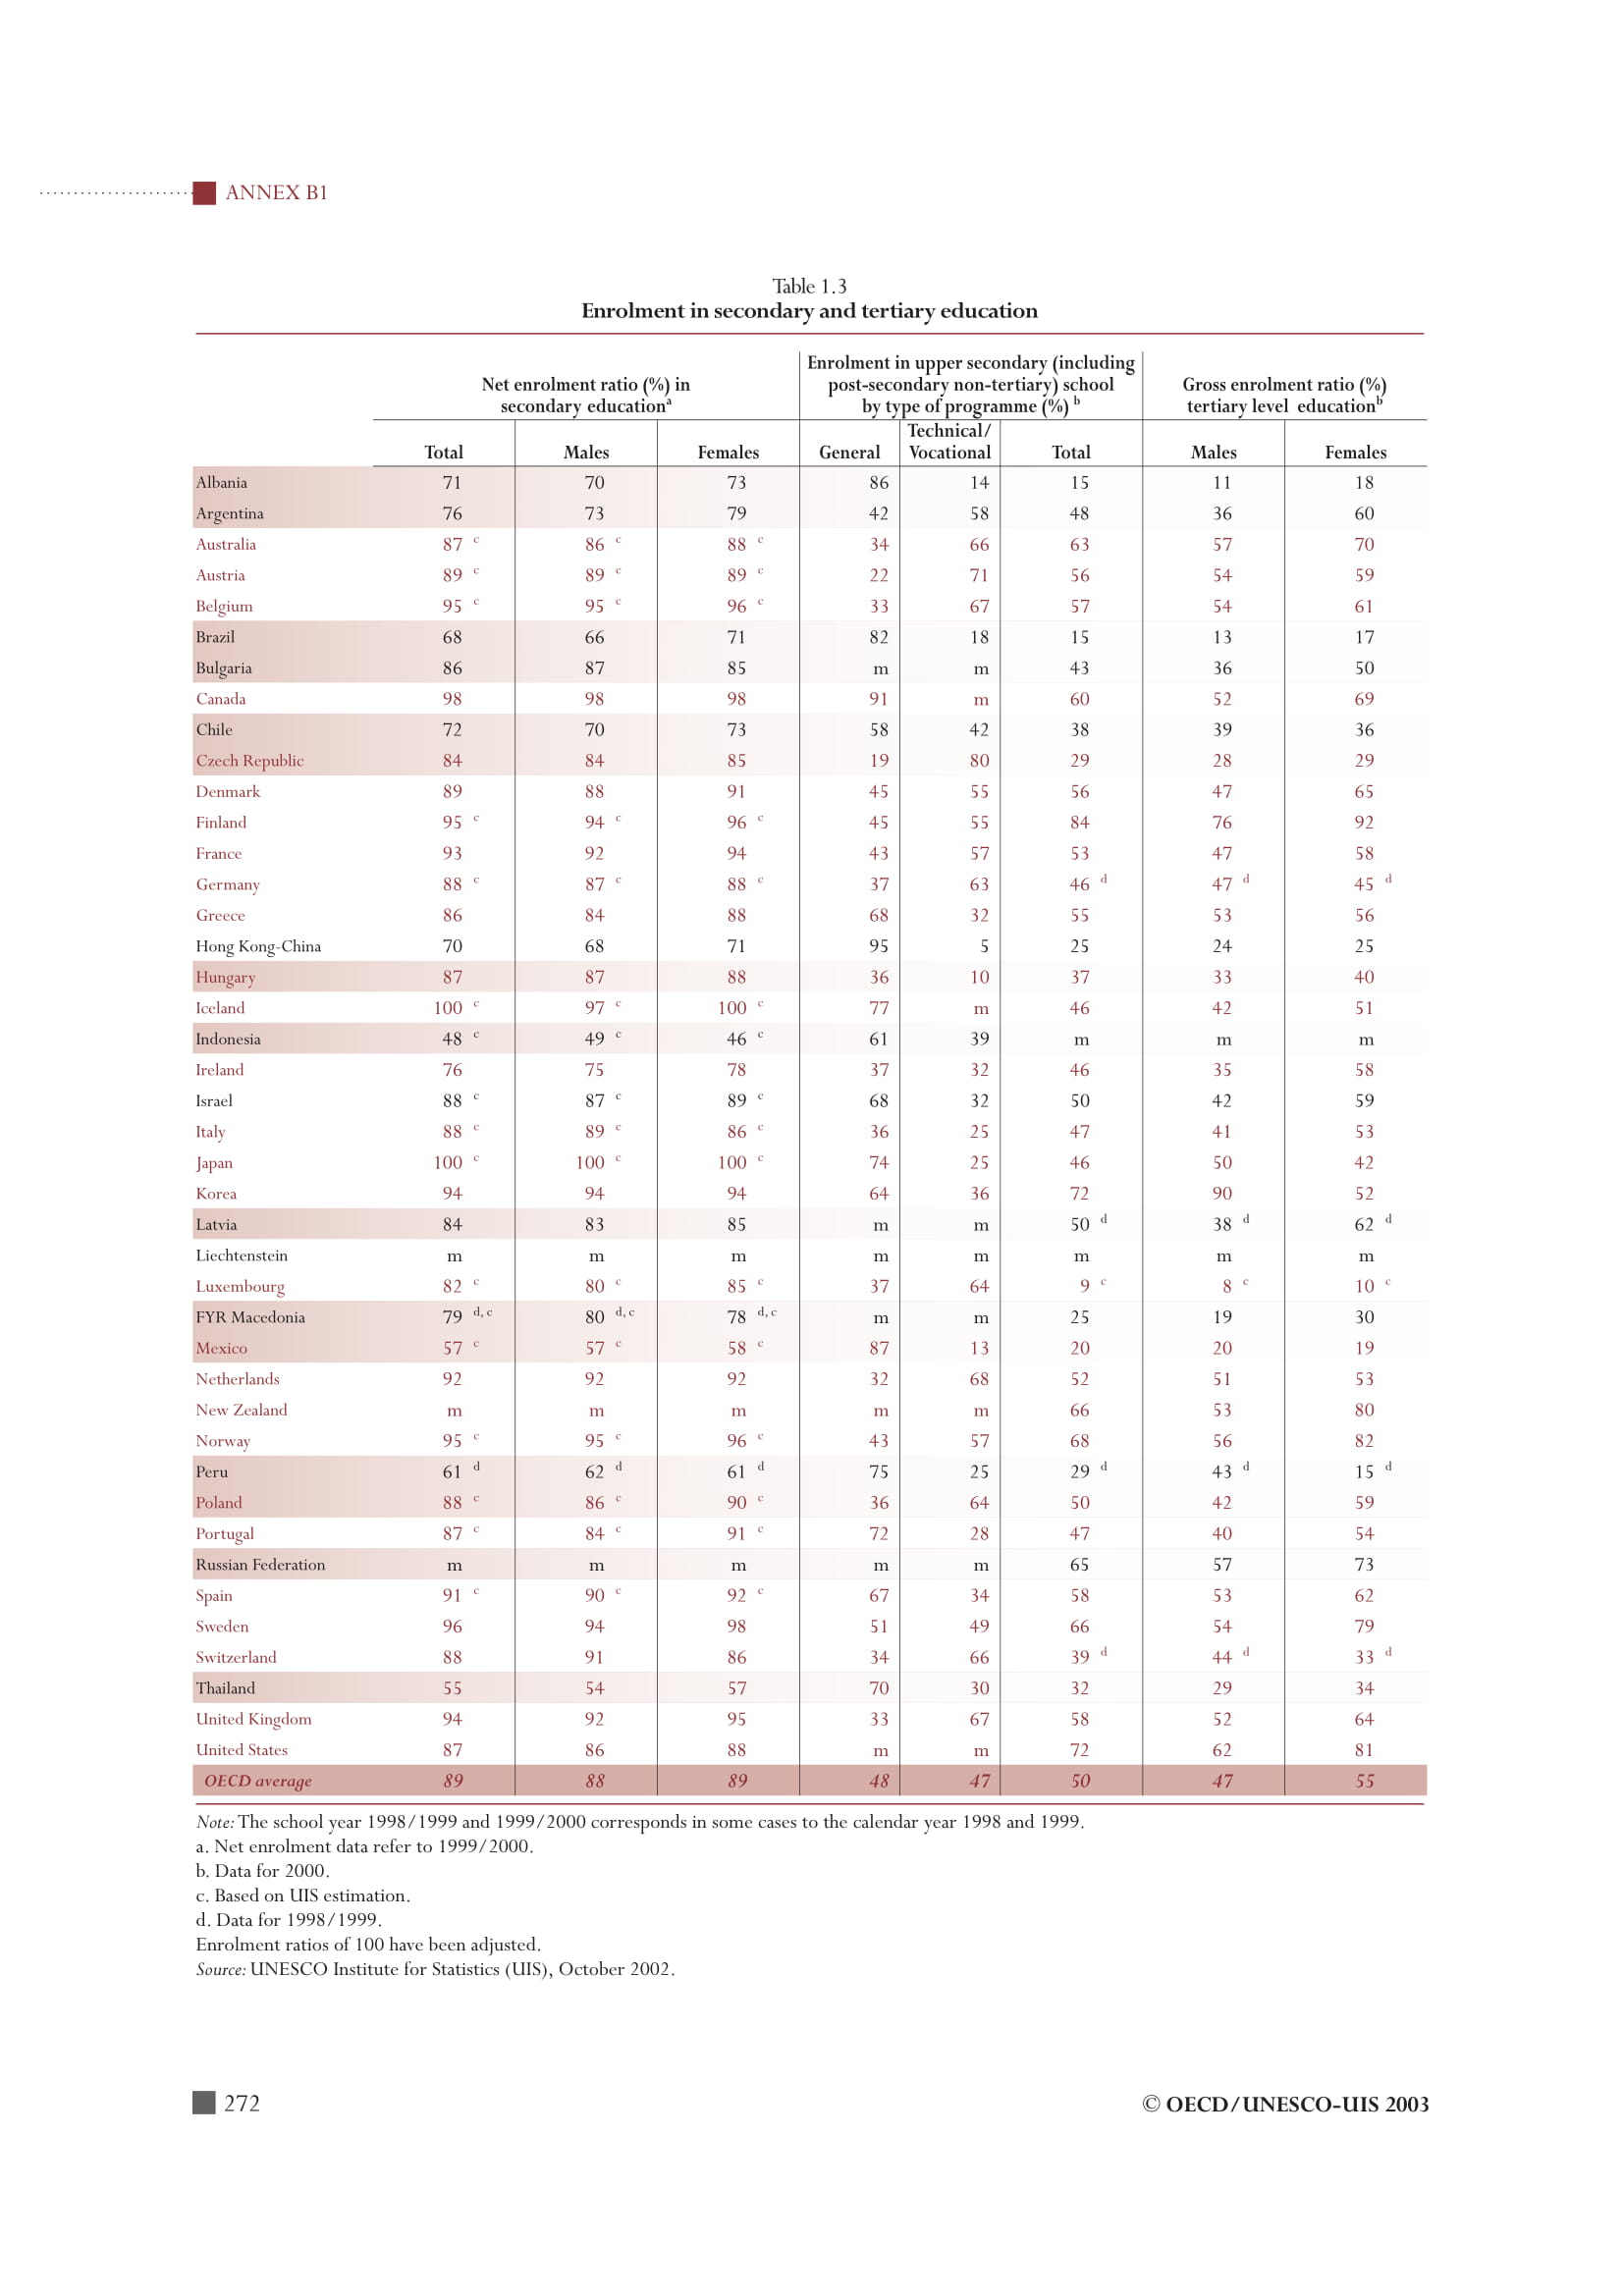 ANNEX B1
Table 1.3
Enrolment in secondary and tertiary education
Net enrolment ratio (%) in
secondary educationa
Enrolment in upper secondary (including
post-secondary non-tertiary) school
by type of programme (%) b
Gross enrolment ratio (%)
tertiary level educationb
Total Males Females General Technical/
Vocational Total Males Females
Albania 71 70 73 86 14 15 11 18
Argentina 76 73 79 42 58 48 36 60
Australia 87 c 86 c 88 c 34 66 63 57 70
Austria 89 c 89 c 89 c 22 71 56 54 59
Belgium 95 c 95 c 96 c 33 67 57 54 61
Brazil 68 66 71 82 18 15 13 17
Bulgaria 86 87 85 m m 43 36 50
Canada 98 98 98 91 m 60 52 69
Chile 72 70 73 58 42 38 39 36
Czech Republic 84 84 85 19 80 29 28 29
Denmark 89 88 91 45 55 56 47 65
Finland 95 c 94 c 96 c 45 55 84 76 92
France 93 92 94 43 57 53 47 58
Germany 88 c 87 c 88 c 37 63 46 d 47 d 45 d
Greece 86 84 88 68 32 55 53 56
Hong Kong-China 70 68 71 95 5 25 24 25
Hungary 87 87 88 36 10 37 33 40
Iceland 100 c 97 c 100 c 77 m 46 42 51
Indonesia 48 c 49 c 46 c 61 39 m m m
Ireland 76 75 78 37 32 46 35 58
Israel 88 c 87 c 89 c 68 32 50 42 59
Italy 88 c 89 c 86 c 36 25 47 41 53
Japan 100 c 100 c 100 c 74 25 46 50 42
Korea 94 94 94 64 36 72 90 52
Latvia 84 83 85 m m 50 d 38 d 62 d
Liechtenstein m m m m m m m m
Luxembourg 82 c 80 c 85 c 37 64 9 c 8 c 10 c
FYR Macedonia 79 d, c 80 d, c 78 d, c m m 25 19 30
Mexico 57 c 57 c 58 c 87 13 20 20 19
Netherlands 92 92 92 32 68 52 51 53
New Zealand m m m m m 66 53 80
Norway 95 c 95 c 96 c 43 57 68 56 82
Peru 61 d 62 d 61 d 75 25 29 d 43 d 15 d
Poland 88 c 86 c 90 c 36 64 50 42 59
Portugal 87 c 84 c 91 c 72 28 47 40 54
Russian Federation m m m m m 65 57 73
Spain 91 c 90 c 92 c 67 34 58 53 62
Sweden 96 94 98 51 49 66 54 79
Switzerland 88 91 86 34 66 39 d 44 d 33 d
Thailand 55 54 57 70 30 32 29 34
United Kingdom 94 92 95 33 67 58 52 64
United States 87 86 88 m m 72 62 81
OECD average 89 88 89 48 47 50 47 55
Note: The school year 1998/1999 and 1999/2000 corresponds in some cases to the calendar year 1998 and 1999.
a. Net enrolment data refer to 1999/2000.
b. Data for 2000.
c. Based on UIS estimation.
d. Data for 1998/1999.
Enrolment ratios of 100 have been adjusted.
Source: UNESCO Institute for Statistics (UIS), October 2002.
272
© OECD/UNESCO-UIS 2003